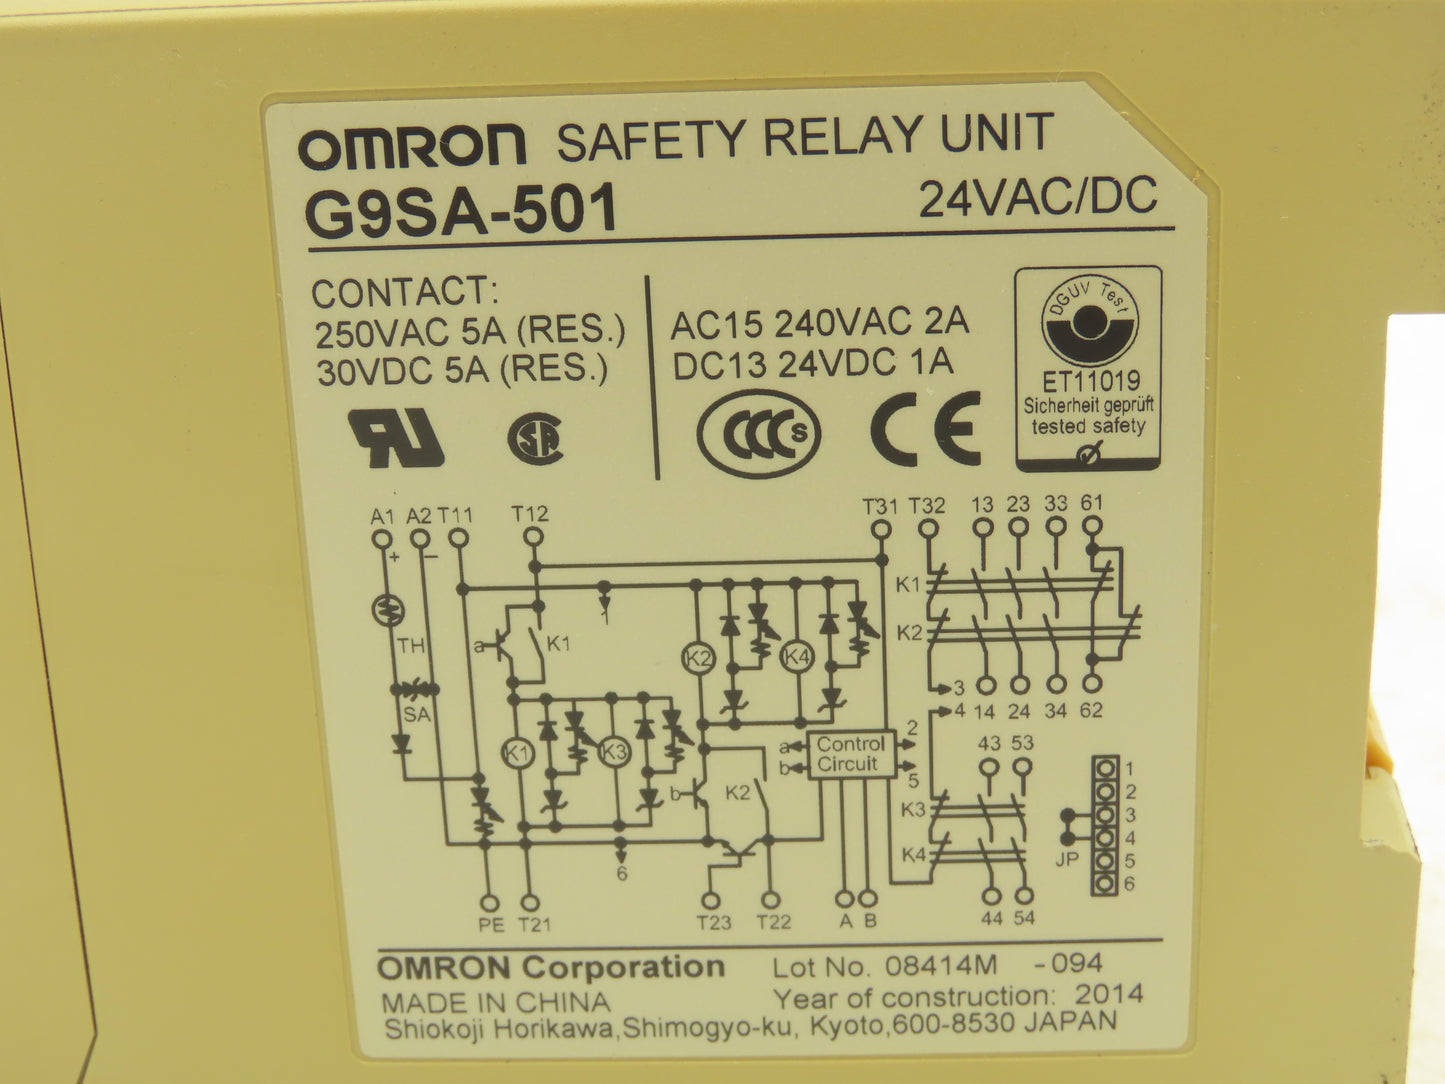 OMRON SAFETY RELAY UNIT
G9SA-501 24VAC/DC
CONTACT:
250VAC 5A (RES.)
30VDC 5A (RES.)
AC15 240VAC 2A
DC13 24VDC 1A
DGUV Test
ET11019
Sicherheit geprüft
tested safety
RU SA CCC S CE
A1 A2 T11 T12 T31 T32 13 23 33 61
+ −
TH
SA
1
a K1
K2 K4
K1
K2
3
4 14 24 34 62
K1 K3
a Control 2
b Circuit 5
b K2
43 53
K3
K4
44 54
JP
1
2
3
4
5
6
6
PE T21 T23 T22 A B
OMRON Corporation Lot No. 08414M -094
MADE IN CHINA Year of construction: 2014
Shiokoji Horikawa,Shimogyo-ku, Kyoto,600-8530 JAPAN